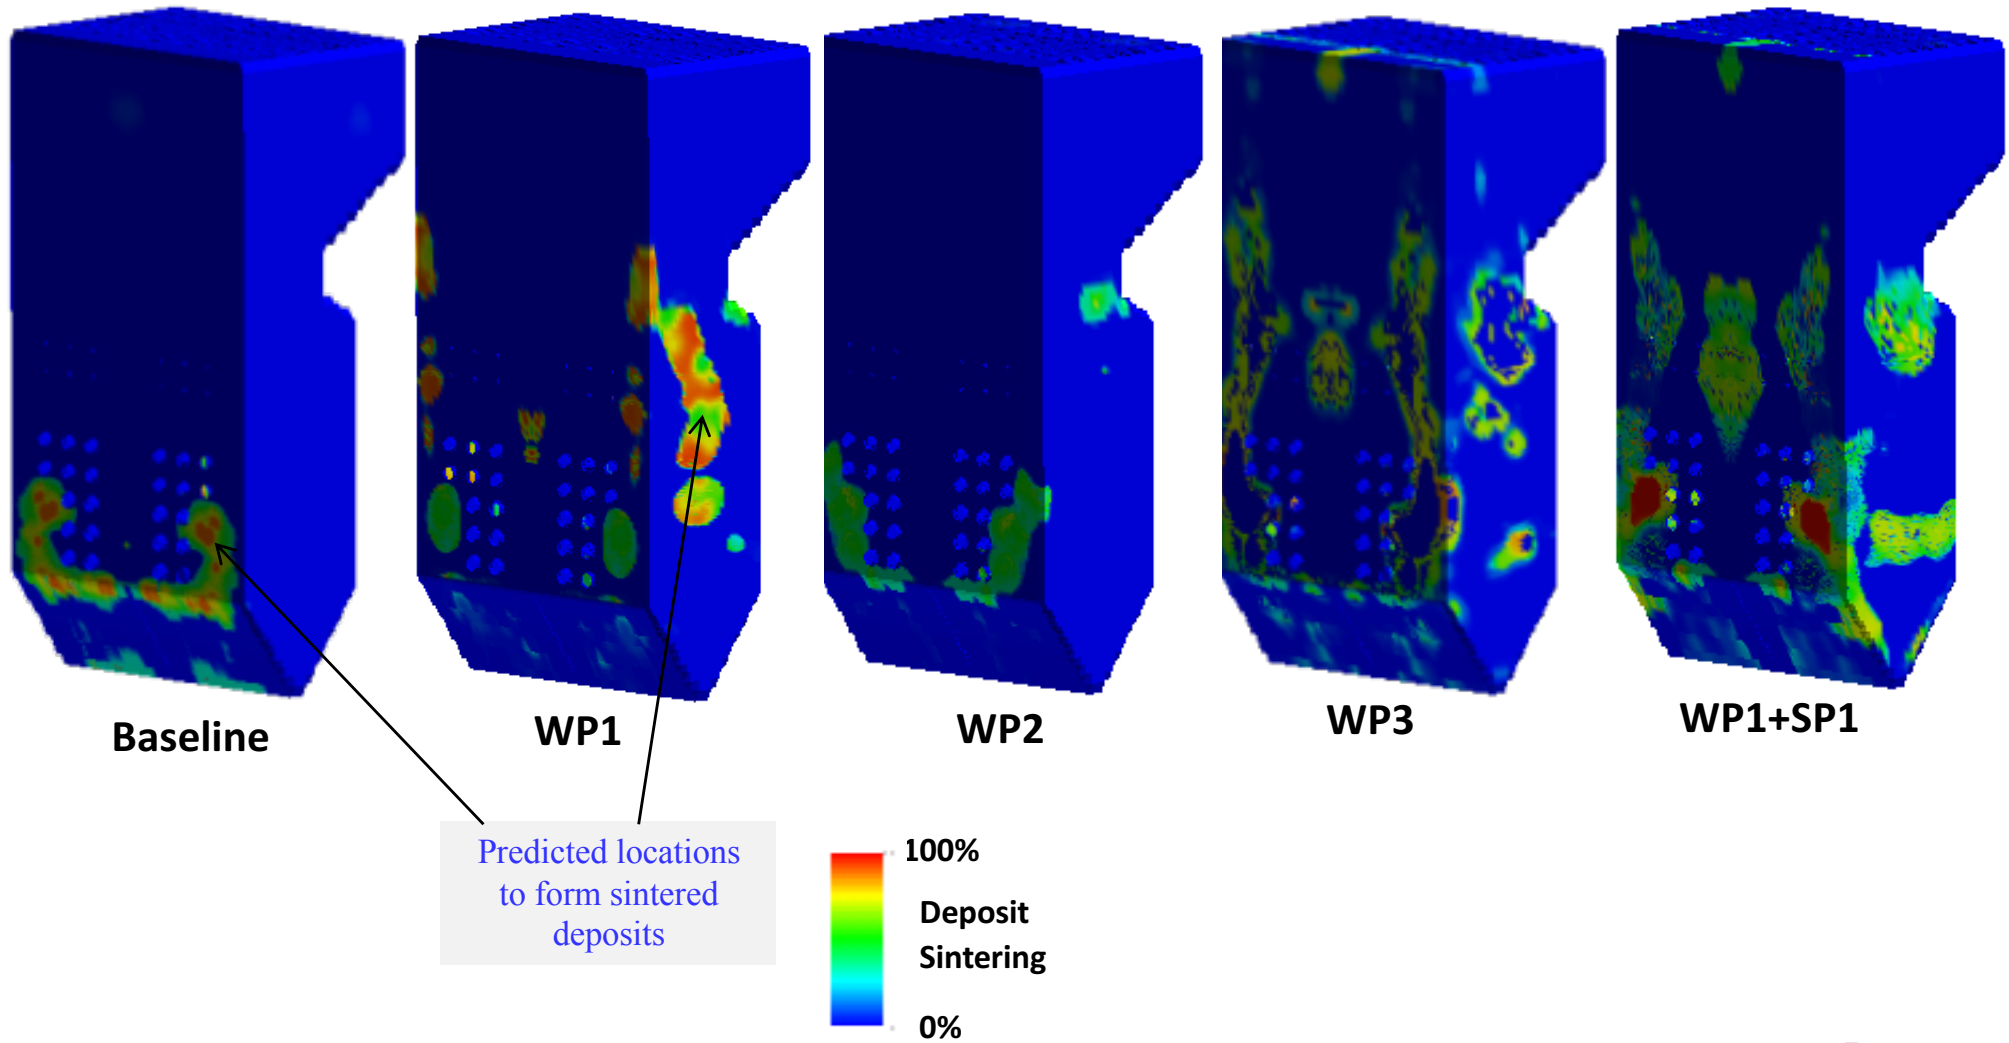 Baseline
WP1
WP2
WP3
WP1+SP1
Predicted locations
to form sintered
deposits
100%
Deposit
Sintering
0%